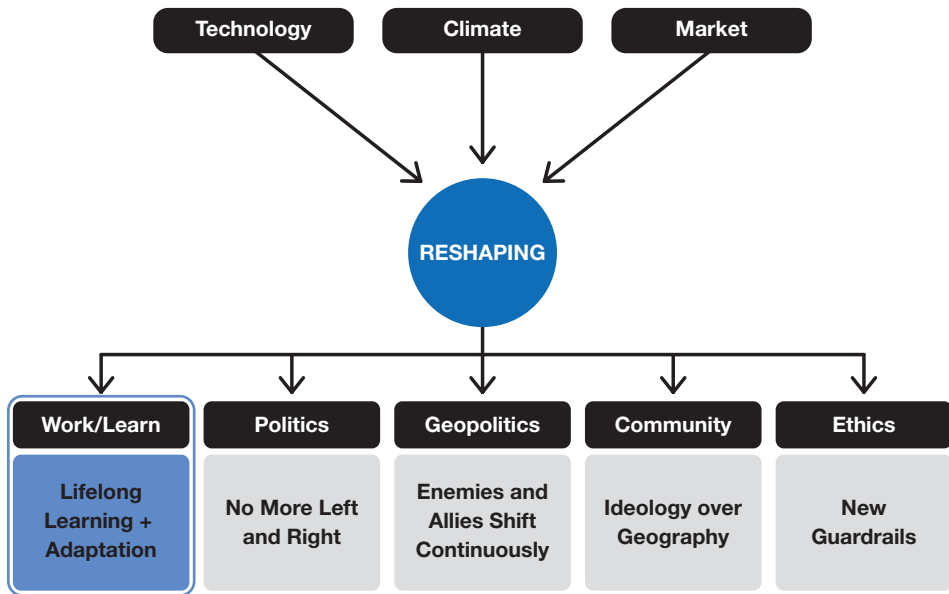 Technology
Climate
Market
RESHAPING
Work/Learn
Politics
Geopolitics
Community
Ethics
Lifelong
Learning +
Adaptation
No More Left
and Right
Enemies and
Allies Shift
Continuously
Ideology over
Geography
New
Guardrails